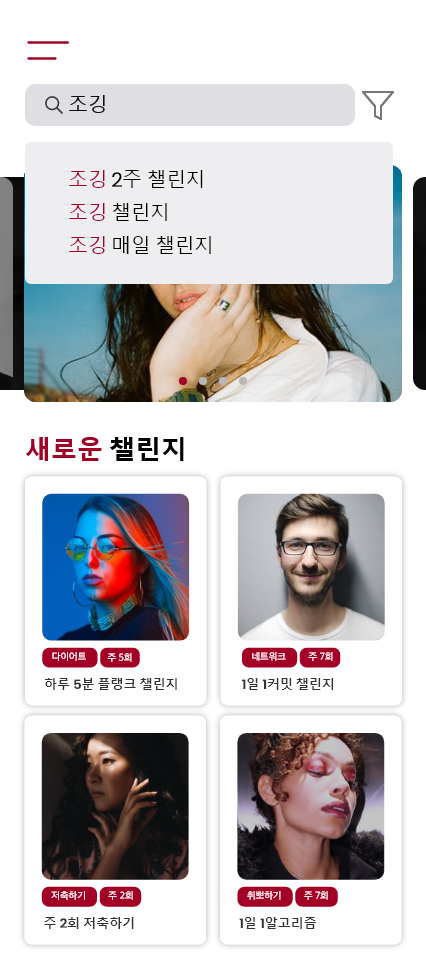 조깅
조깅 2주 챌린지
조깅 챌린지
조깅 매일 챌린지
새로운 챌린지
다이어트 주 5회
하루 5분 플랭크 챌린지
네트워크 주 7회
1일 1커밋 챌린지
저축하기 주 2회
주 2회 저축하기
취뽀하기 주 7회
1일 1알고리즘